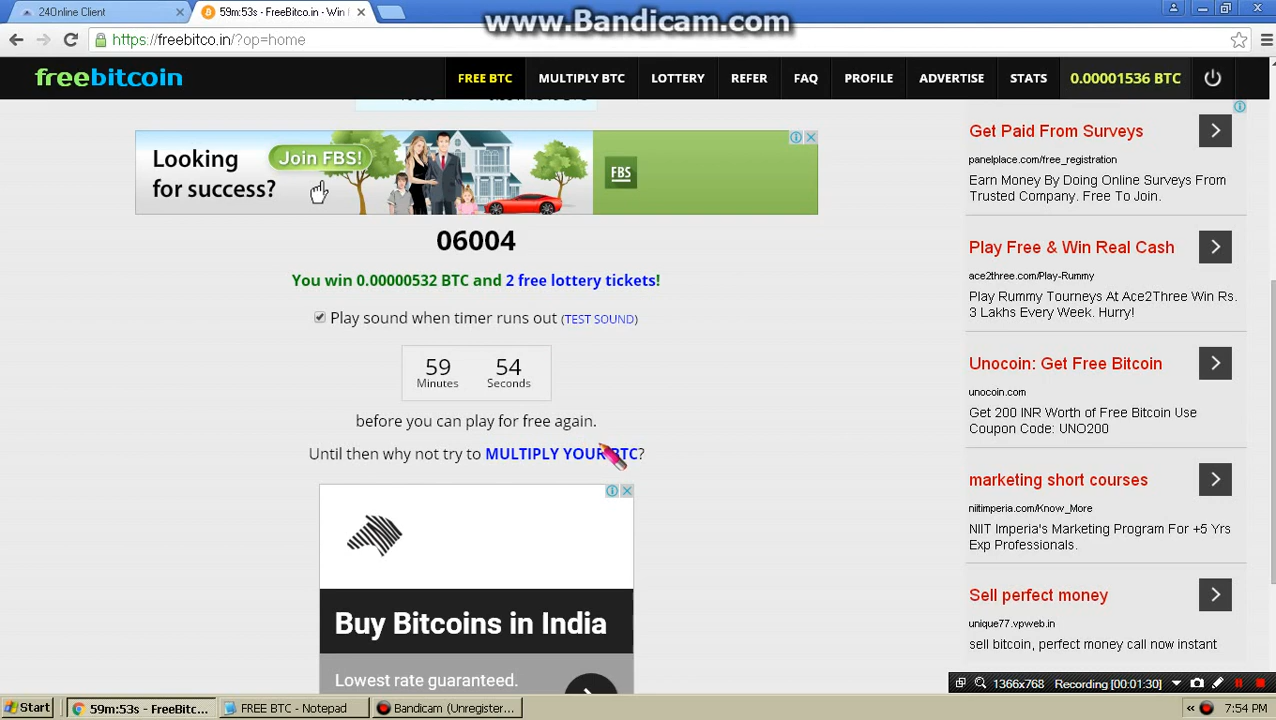 24Online Client
59m:53s - FreeBitco.in - Win
www.Bandicam.com
https://freebitco.in/?op=home
freebitcoin
FREE BTC
MULTIPLY BTC
LOTTERY
REFER
FAQ
PROFILE
ADVERTISE
STATS
0.00001536 BTC
Looking
for success?
Join FBS!
FBS
06004
You win 0.00000532 BTC and 2 free lottery tickets!
Play sound when timer runs out (TEST SOUND)
59 54
Minutes Seconds
before you can play for free again.
Until then why not try to MULTIPLY YOUR BTC?
Buy Bitcoins in India
Lowest rate guaranteed.
Get Paid From Surveys
panelplace.com/free_registration
Earn Money By Doing Online Surveys From
Trusted Company. Free To Join.
Play Free & Win Real Cash
ace2three.com/Play-Rummy
Play Rummy Tourneys At Ace2Three Win Rs.
3 Lakhs Every Week. Hurry!
Unocoin: Get Free Bitcoin
unocoin.com
Get 200 INR Worth of Free Bitcoin Use
Coupon Code: UNO200
marketing short courses
niitimperia.com/Know_More
NIIT Imperia's Marketing Program For +5 Yrs
Exp Professionals.
Sell perfect money
unique77.vpweb.in
sell bitcoin, perfect money call now instant
1366x768 Recording [00:01:30]
Start
59m:53s - FreeBitc...
FREE BTC - Notepad
Bandicam (Unregister...
7:54 PM